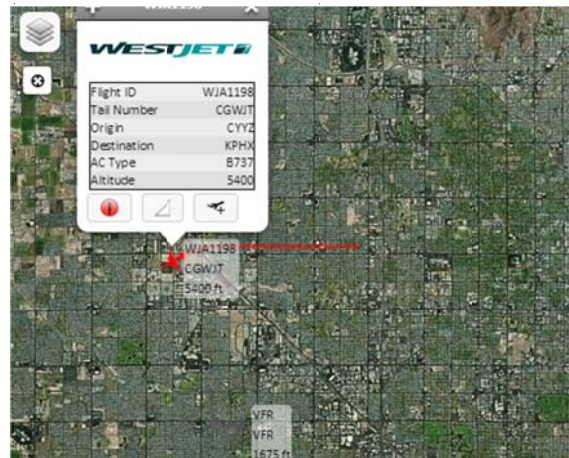 WJA1198
WESTJET
Flight ID WJA1198
Tail Number CGWJT
Origin CYYZ
Destination KPHX
AC Type B737
Altitude 5400
WJA1198
CGWJT
5400 ft
VFR
VFR
1675 ft